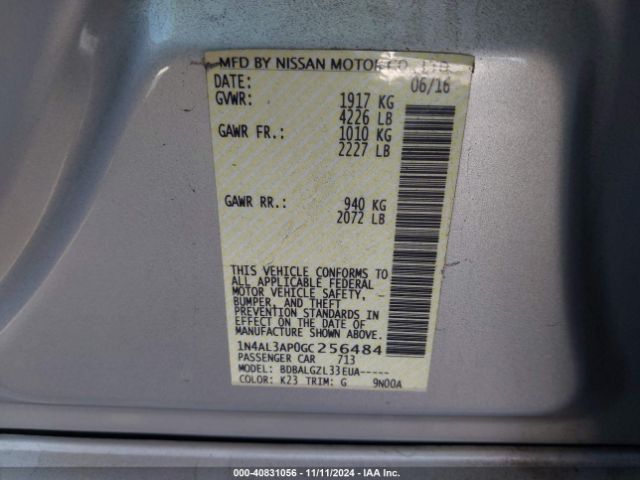 MFD BY NISSAN MOTOR CO., LTD.
DATE: 06/16
GVWR: 1917 KG
4226 LB
GAWR FR.: 1010 KG
2227 LB
GAWR RR.: 940 KG
2072 LB
THIS VEHICLE CONFORMS TO
ALL APPLICABLE FEDERAL
MOTOR VEHICLE SAFETY,
BUMPER, AND THEFT
PREVENTION STANDARDS IN
EFFECT ON THE DATE OF
MANUFACTURE SHOWN ABOVE.
1N4AL3AP0GC256484
PASSENGER CAR 713
MODEL: BDBALGZL33EUA-----
COLOR: K23 TRIM: G 9N00A
000-40831056 - 11/11/2024 - IAA Inc.